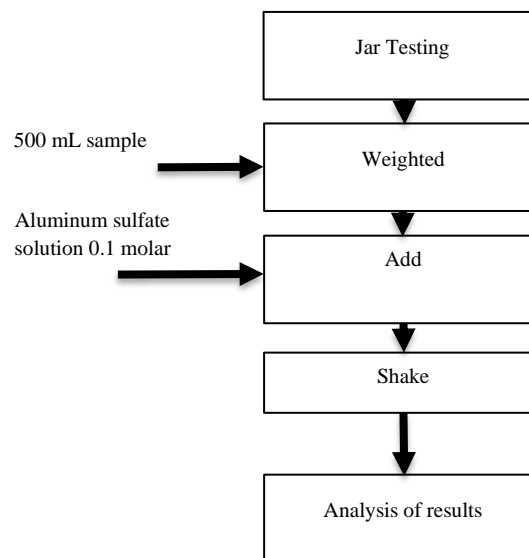 Jar Testing
500 mL sample
Weighted
Aluminum sulfate
solution 0.1 molar
Add
Shake
Analysis of results